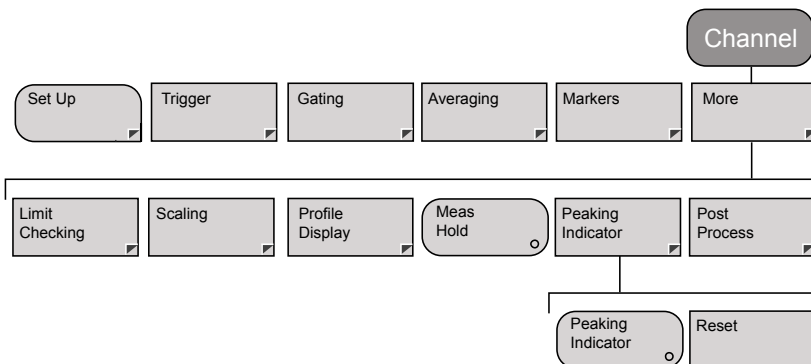 Channel
Set Up
Trigger
Gating
Averaging
Markers
More
Limit
Checking
Scaling
Profile
Display
Meas
Hold
Peaking
Indicator
Post
Process
Peaking
Indicator
Reset